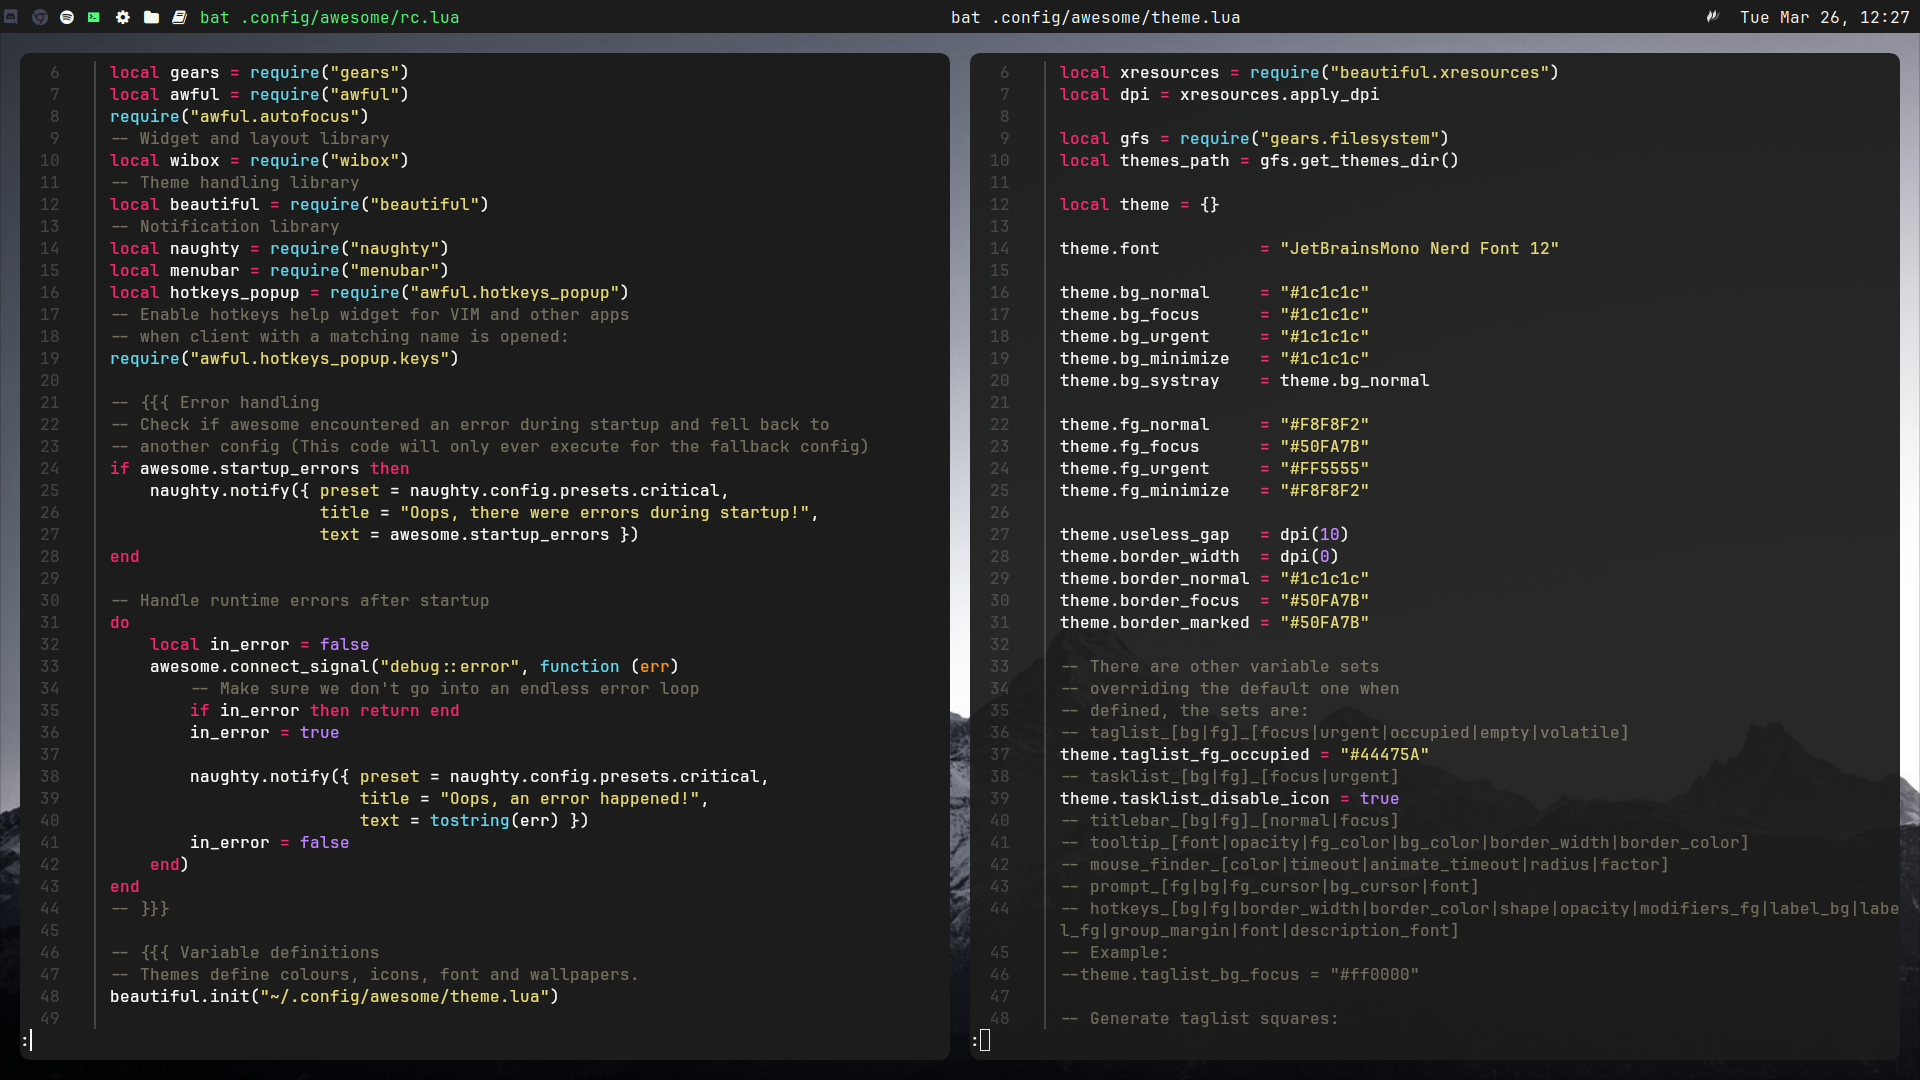 bat .config/awesome/rc.lua
bat .config/awesome/theme.lua
Tue Mar 26, 12:27
6 local gears = require("gears")
7 local awful = require("awful")
8 require("awful.autofocus")
9 -- Widget and layout library
10 local wibox = require("wibox")
11 -- Theme handling library
12 local beautiful = require("beautiful")
13 -- Notification library
14 local naughty = require("naughty")
15 local menubar = require("menubar")
16 local hotkeys_popup = require("awful.hotkeys_popup")
17 -- Enable hotkeys help widget for VIM and other apps
18 -- when client with a matching name is opened:
19 require("awful.hotkeys_popup.keys")
20
21 -- {{{ Error handling
22 -- Check if awesome encountered an error during startup and fell back to
23 -- another config (This code will only ever execute for the fallback config)
24 if awesome.startup_errors then
25     naughty.notify({ preset = naughty.config.presets.critical,
26                      title = "Oops, there were errors during startup!",
27                      text = awesome.startup_errors })
28 end
29
30 -- Handle runtime errors after startup
31 do
32     local in_error = false
33     awesome.connect_signal("debug::error", function (err)
34         -- Make sure we don't go into an endless error loop
35         if in_error then return end
36         in_error = true
37
38         naughty.notify({ preset = naughty.config.presets.critical,
39                          title = "Oops, an error happened!",
40                          text = tostring(err) })
41         in_error = false
42     end)
43 end
44 -- }}}
45
46 -- {{{ Variable definitions
47 -- Themes define colours, icons, font and wallpapers.
48 beautiful.init("~/.config/awesome/theme.lua")
49
:
6 local xresources = require("beautiful.xresources")
7 local dpi = xresources.apply_dpi
8
9 local gfs = require("gears.filesystem")
10 local themes_path = gfs.get_themes_dir()
11
12 local theme = {}
13
14 theme.font          = "JetBrainsMono Nerd Font 12"
15
16 theme.bg_normal     = "#1c1c1c"
17 theme.bg_focus      = "#1c1c1c"
18 theme.bg_urgent     = "#1c1c1c"
19 theme.bg_minimize   = "#1c1c1c"
20 theme.bg_systray    = theme.bg_normal
21
22 theme.fg_normal     = "#F8F8F2"
23 theme.fg_focus      = "#50FA7B"
24 theme.fg_urgent     = "#FF5555"
25 theme.fg_minimize   = "#F8F8F2"
26
27 theme.useless_gap   = dpi(10)
28 theme.border_width  = dpi(0)
29 theme.border_normal = "#1c1c1c"
30 theme.border_focus  = "#50FA7B"
31 theme.border_marked = "#50FA7B"
32
33 -- There are other variable sets
34 -- overriding the default one when
35 -- defined, the sets are:
36 -- taglist_[bg|fg]_[focus|urgent|occupied|empty|volatile]
37 theme.taglist_fg_occupied = "#44475A"
38 -- tasklist_[bg|fg]_[focus|urgent]
39 theme.tasklist_disable_icon = true
40 -- titlebar_[bg|fg]_[normal|focus]
41 -- tooltip_[font|opacity|fg_color|bg_color|border_width|border_color]
42 -- mouse_finder_[color|timeout|animate_timeout|radius|factor]
43 -- prompt_[fg|bg|fg_cursor|bg_cursor|font]
44 -- hotkeys_[bg|fg|border_width|border_color|shape|opacity|modifiers_fg|label_bg|labe
l_fg|group_margin|font|description_font]
45 -- Example:
46 --theme.taglist_bg_focus = "#ff0000"
47
48 -- Generate taglist squares:
: